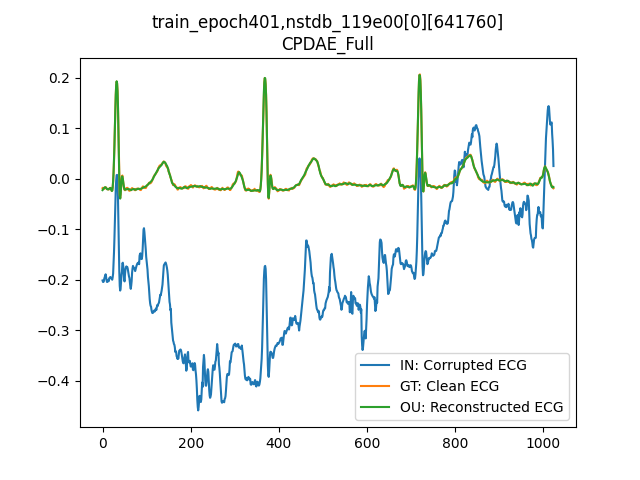 train_epoch401,nstdb_119e00[0][641760]
CPDAE_Full
0.2
0.1
0.0
−0.1
−0.2
−0.3
−0.4
0 200 400 600 800 1000
IN: Corrupted ECG
GT: Clean ECG
OU: Reconstructed ECG